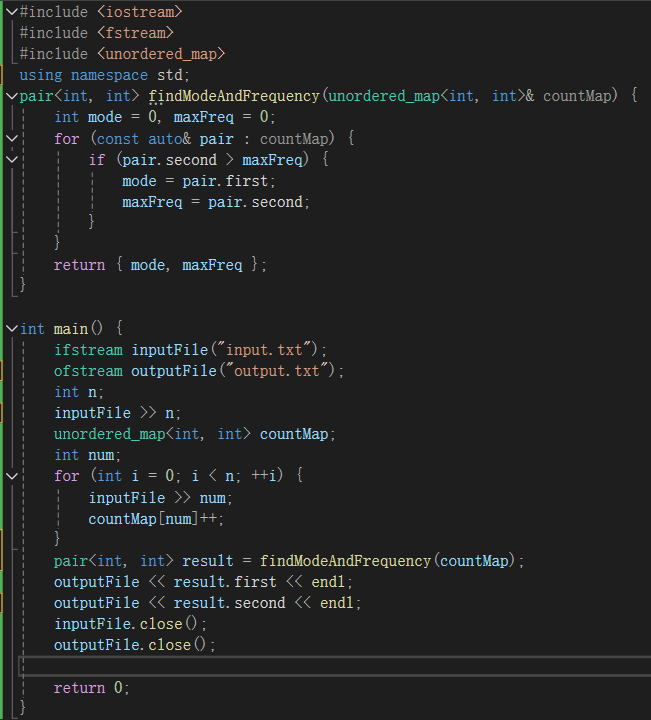 #include <iostream>
#include <fstream>
#include <unordered_map>
using namespace std;
pair<int, int> findModeAndFrequency(unordered_map<int, int>& countMap) {
    int mode = 0, maxFreq = 0;
    for (const auto& pair : countMap) {
        if (pair.second > maxFreq) {
            mode = pair.first;
            maxFreq = pair.second;
        }
    }
    return { mode, maxFreq };
}

int main() {
    ifstream inputFile("input.txt");
    ofstream outputFile("output.txt");
    int n;
    inputFile >> n;
    unordered_map<int, int> countMap;
    int num;
    for (int i = 0; i < n; ++i) {
        inputFile >> num;
        countMap[num]++;
    }
    pair<int, int> result = findModeAndFrequency(countMap);
    outputFile << result.first << endl;
    outputFile << result.second << endl;
    inputFile.close();
    outputFile.close();

    return 0;
}